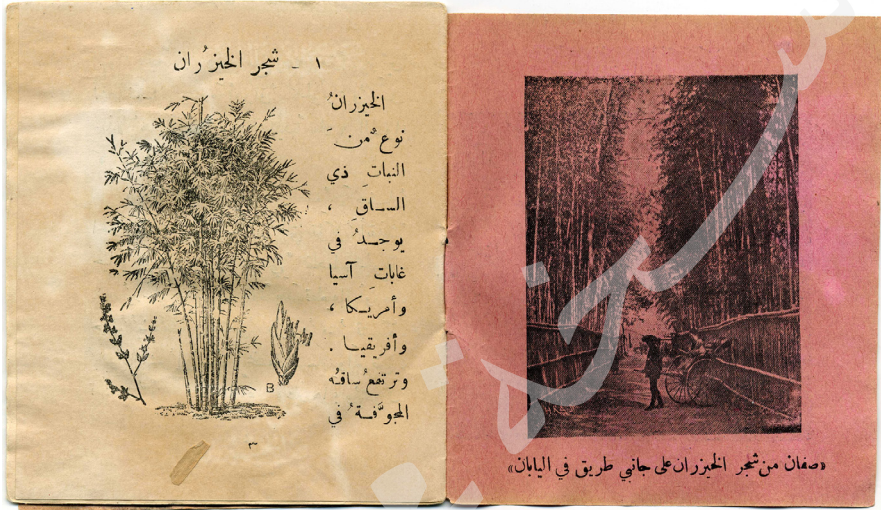 ١ - شجر الخيزُران
الخيزرانُ
نوعٌ من َ
النباتِ ذي
الساقِ ،
يوجدُ في
غاباتِ آسيا
وأمريكا ،
وأفريقيا .
وترتفعُ ساقهُ
المجوَّفةُ في
B
٣
«صفان من شجر الخيزران على جانبي طريق في اليابان»